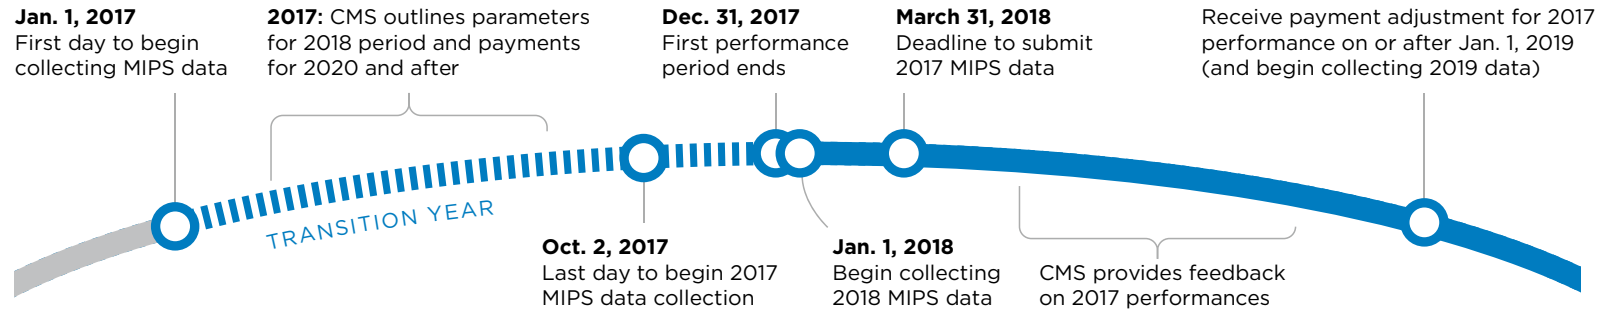 Jan. 1, 2017
First day to begin
collecting MIPS data
2017: CMS outlines parameters
for 2018 period and payments
for 2020 and after
Dec. 31, 2017
First performance
period ends
March 31, 2018
Deadline to submit
2017 MIPS data
Receive payment adjustment for 2017
performance on or after Jan. 1, 2019
(and begin collecting 2019 data)
TRANSITION YEAR
Oct. 2, 2017
Last day to begin 2017
MIPS data collection
Jan. 1, 2018
Begin collecting
2018 MIPS data
CMS provides feedback
on 2017 performances